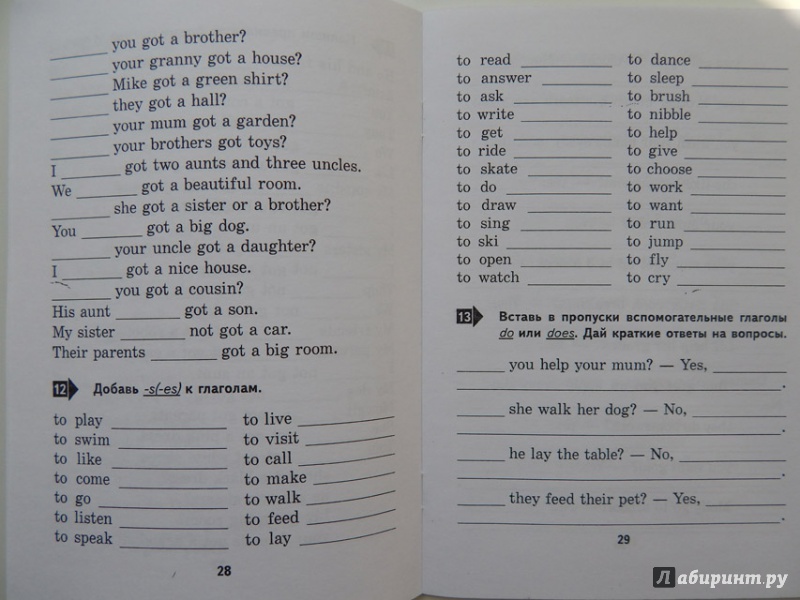 _______ you got a brother?
_______ your granny got a house?
_______ Mike got a green shirt?
_______ they got a hall?
_______ your mum got a garden?
_______ your brothers got toys?
I _______ got two aunts and three uncles.
We _______ got a beautiful room.
_______ she got a sister or a brother?
You _______ got a big dog.
_______ your uncle got a daughter?
I _______ got a nice house.
_______ you got a cousin?
His aunt _______ got a son.
My sister _______ not got a car.
Their parents _______ got a big room.
12 Добавь -s(-es) к глаголам.
to play _______ to live _______
to swim _______ to visit _______
to like _______ to call _______
to come _______ to make _______
to go _______ to walk _______
to listen _______ to feed _______
to speak _______ to lay _______
28
to read _______ to dance _______
to answer _______ to sleep _______
to ask _______ to brush _______
to write _______ to nibble _______
to get _______ to help _______
to ride _______ to give _______
to skate _______ to choose _______
to do _______ to work _______
to draw _______ to want _______
to sing _______ to run _______
to ski _______ to jump _______
to open _______ to fly _______
to watch _______ to cry _______
13 Вставь в пропуски вспомогательные глаголы
do или does. Дай краткие ответы на вопросы.
_______ you help your mum? — Yes, _______
_______.
_______ she walk her dog? — No, _______
_______.
_______ he lay the table? — No, _______
_______.
_______ they feed their pet? — Yes, _______
_______.
29
Лабиринт.ру